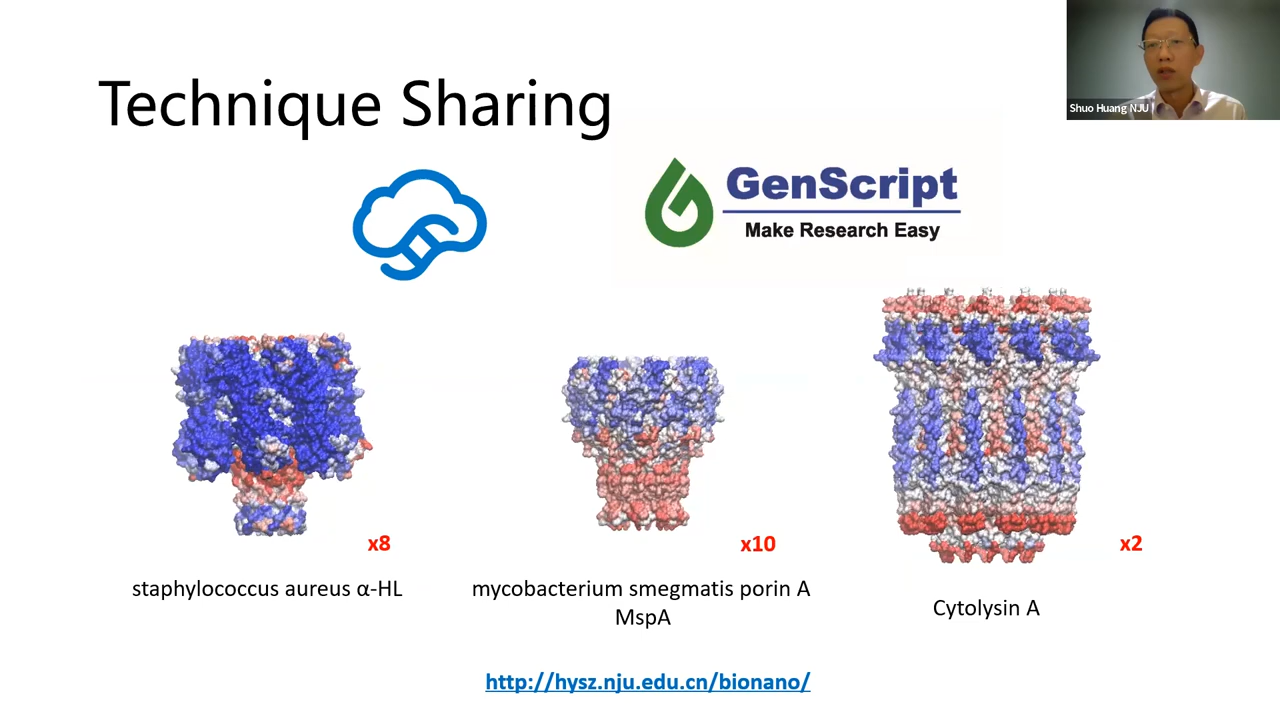 Shuo Huang NJU
Technique Sharing
GenScript
Make Research Easy
x8
x10
x2
staphylococcus aureus α-HL
mycobacterium smegmatis porin A
MspA
Cytolysin A
http://hysz.nju.edu.cn/bionano/